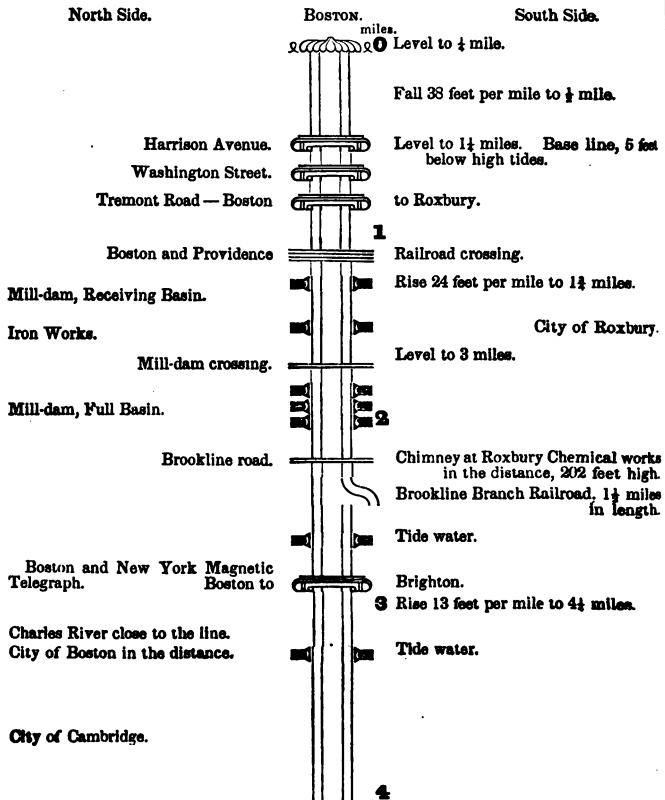 North Side. BOSTON. South Side.
miles.
0 Level to ¼ mile.
Fall 38 feet per mile to ½ mile.
Harrison Avenue. Level to 1¼ miles. Base line, 5 feet
below high tides.
Washington Street.
Tremont Road — Boston to Roxbury.
1
Boston and Providence Railroad crossing.
Rise 24 feet per mile to 1¾ miles.
Mill-dam, Receiving Basin.
Iron Works. City of Roxbury.
Level to 3 miles.
Mill-dam crossing.
Mill-dam, Full Basin.
2
Brookline road. Chimney at Roxbury Chemical works
in the distance, 202 feet high.
Brookline Branch Railroad, 1½ miles
in length.
Tide water.
Boston and New York Magnetic
Telegraph. Boston to Brighton.
3 Rise 13 feet per mile to 4¼ miles.
Charles River close to the line.
City of Boston in the distance. Tide water.
City of Cambridge.
4